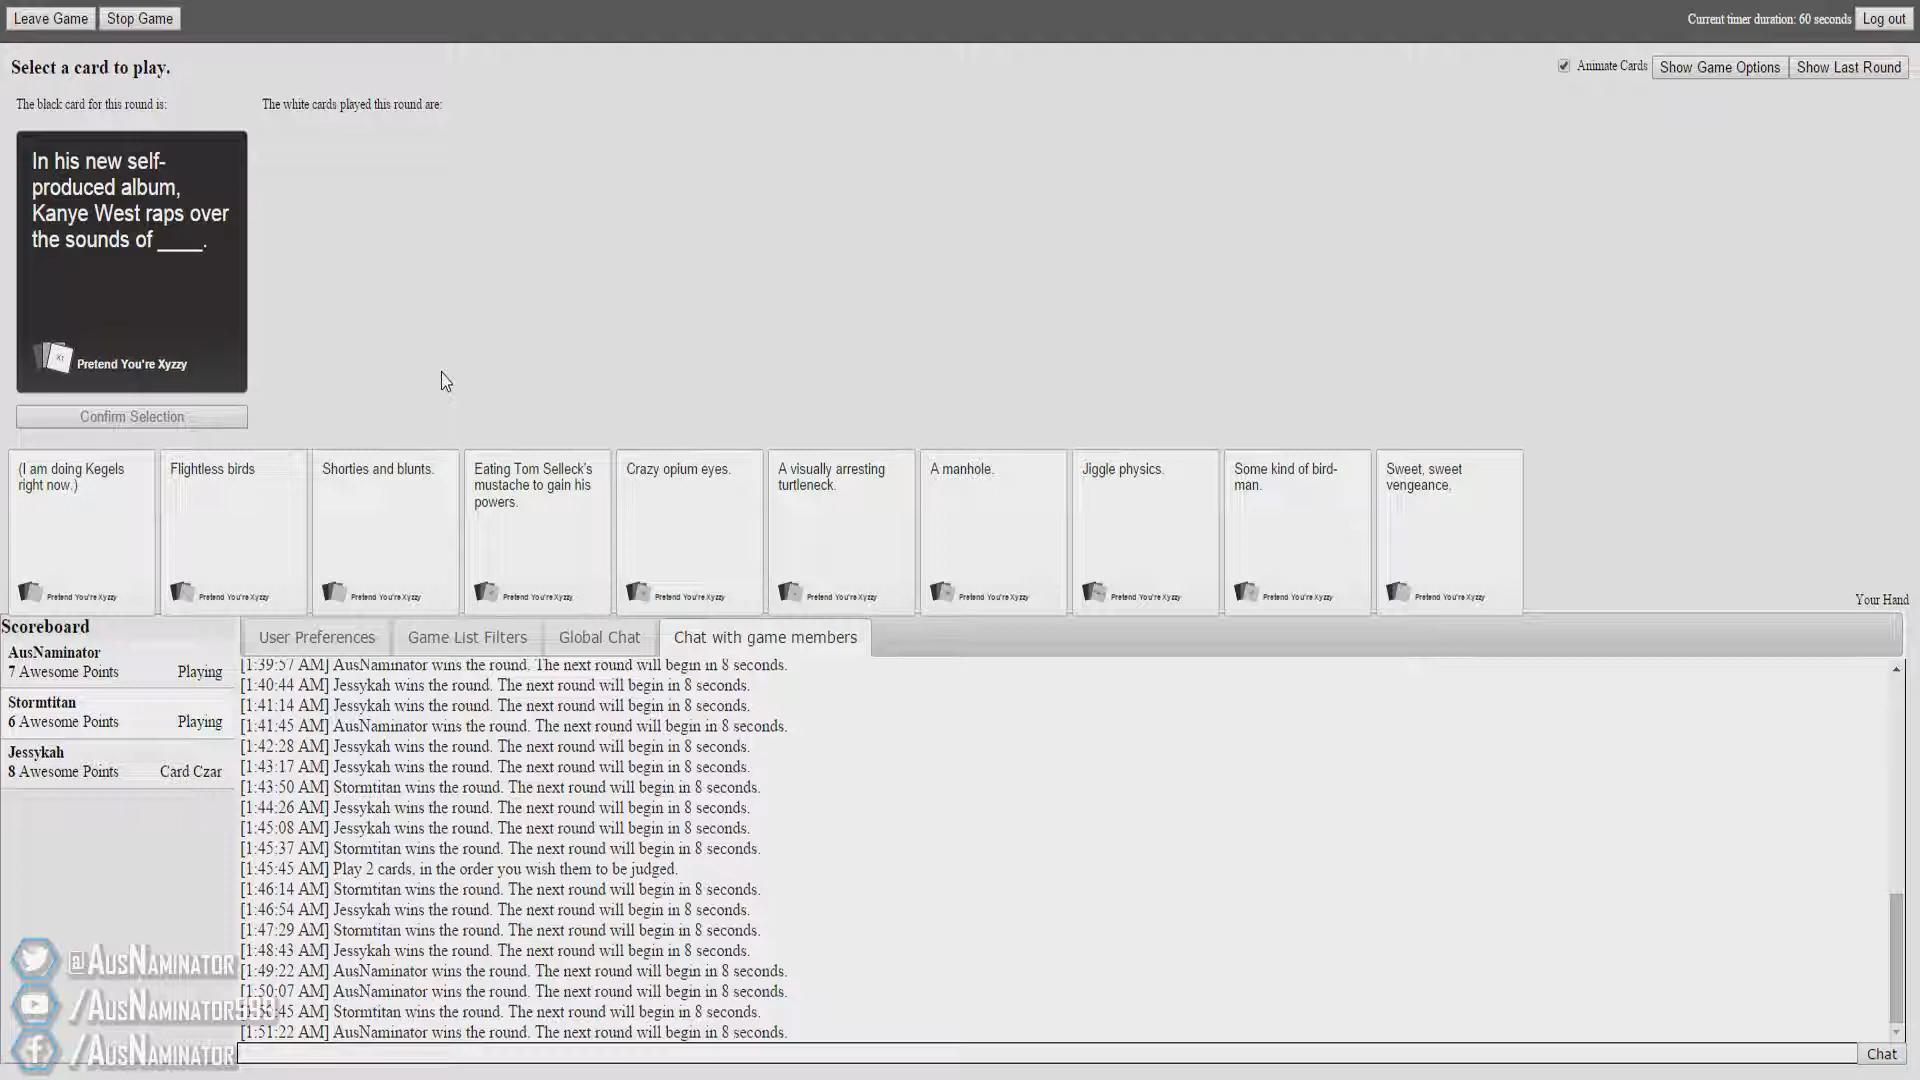 Leave Game
Stop Game
Current timer duration: 60 seconds
Log out
Select a card to play.
Animate Cards
Show Game Options
Show Last Round
The black card for this round is:
The white cards played this round are:
In his new self-
produced album,
Kanye West raps over
the sounds of ____.
X1
Pretend You're Xyzzy
Confirm Selection
(I am doing Kegels
right now.)
Pretend You're Xyzzy
Flightless birds
Pretend You're Xyzzy
Shorties and blunts.
Pretend You're Xyzzy
Eating Tom Selleck's
mustache to gain his
powers.
Pretend You're Xyzzy
Crazy opium eyes.
Pretend You're Xyzzy
A visually arresting
turtleneck.
Pretend You're Xyzzy
A manhole.
Pretend You're Xyzzy
Jiggle physics.
Pretend You're Xyzzy
Some kind of bird-
man.
Pretend You're Xyzzy
Sweet, sweet
vengeance.
Pretend You're Xyzzy
Your Hand
Scoreboard
AusNaminator
7 Awesome Points Playing
Stormtitan
6 Awesome Points Playing
Jessykah
8 Awesome Points Card Czar
User Preferences
Game List Filters
Global Chat
Chat with game members
[1:39:57 AM] AusNaminator wins the round. The next round will begin in 8 seconds.
[1:40:44 AM] Jessykah wins the round. The next round will begin in 8 seconds.
[1:41:14 AM] Jessykah wins the round. The next round will begin in 8 seconds.
[1:41:45 AM] AusNaminator wins the round. The next round will begin in 8 seconds.
[1:42:28 AM] Jessykah wins the round. The next round will begin in 8 seconds.
[1:43:17 AM] Jessykah wins the round. The next round will begin in 8 seconds.
[1:43:50 AM] Stormtitan wins the round. The next round will begin in 8 seconds.
[1:44:26 AM] Jessykah wins the round. The next round will begin in 8 seconds.
[1:45:08 AM] Jessykah wins the round. The next round will begin in 8 seconds.
[1:45:37 AM] Stormtitan wins the round. The next round will begin in 8 seconds.
[1:45:45 AM] Play 2 cards, in the order you wish them to be judged.
[1:46:14 AM] Stormtitan wins the round. The next round will begin in 8 seconds.
[1:46:54 AM] Jessykah wins the round. The next round will begin in 8 seconds.
[1:47:29 AM] Stormtitan wins the round. The next round will begin in 8 seconds.
[1:48:43 AM] Jessykah wins the round. The next round will begin in 8 seconds.
[1:49:22 AM] AusNaminator wins the round. The next round will begin in 8 seconds.
[1:50:07 AM] AusNaminator wins the round. The next round will begin in 8 seconds.
:45 AM] Stormtitan wins the round. The next round will begin in 8 seconds.
[1:51:22 AM] AusNaminator wins the round. The next round will begin in 8 seconds.
@AusNaminator
/AusNaminator999
/AusNaminator
Chat